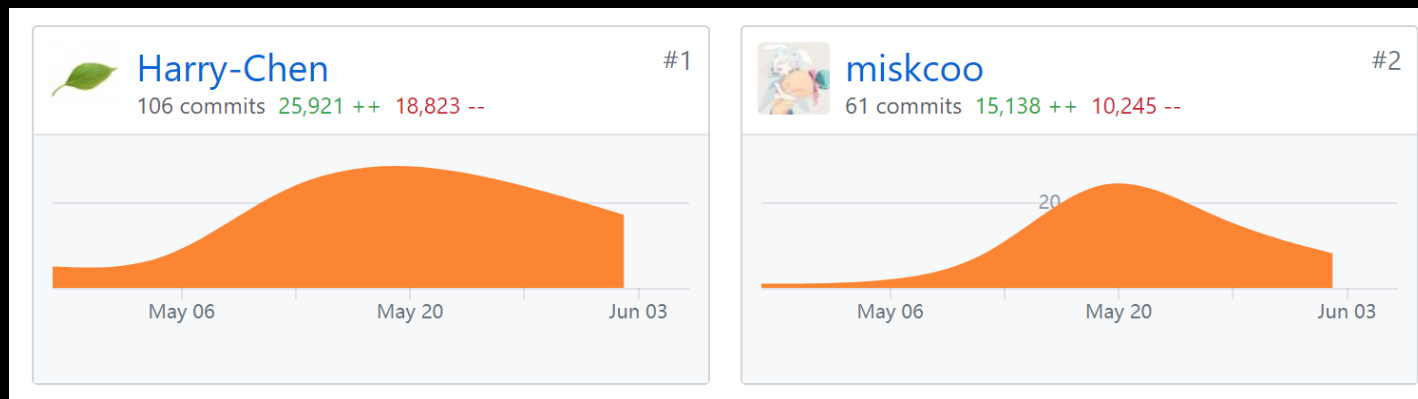 Harry-Chen
#1
106 commits 25,921 ++ 18,823 --
May 06
May 20
Jun 03
miskcoo
#2
61 commits 15,138 ++ 10,245 --
20
May 06
May 20
Jun 03